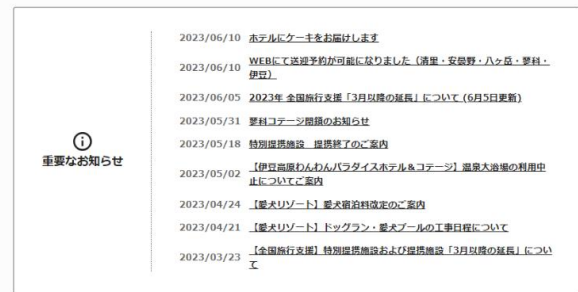 重要なお知らせ
2023/06/10 ホテルにケーキをお届けします
2023/06/10 WEBにて送迎予約が可能になりました（清里・安曇野・八ヶ岳・蓼科・
伊豆）
2023/06/05 2023年 全国旅行支援「3月以降の延長」について (6月5日更新)
2023/05/31 蓼科コテージ閉鎖のお知らせ
2023/05/18 特別提携施設　提携終了のご案内
2023/05/02 【伊豆高原わんわんパラダイスホテル＆コテージ】温泉大浴場の利用中
止についてご案内
2023/04/24 【愛犬リゾート】愛犬宿泊料改定のご案内
2023/04/21 【愛犬リゾート】ドッグラン・愛犬プールの工事日程について
2023/03/23 【全国旅行支援】特別提携施設および提携施設「3月以降の延長」につい
て